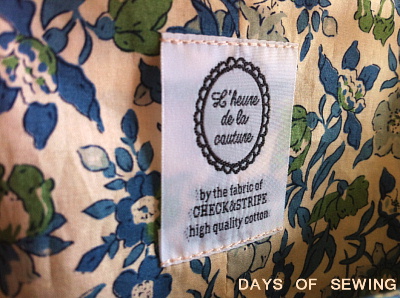 L'heure
de la
couture
by the fabric of
CHECK&STRIPE
high quality cotton
DAYS OF SEWING